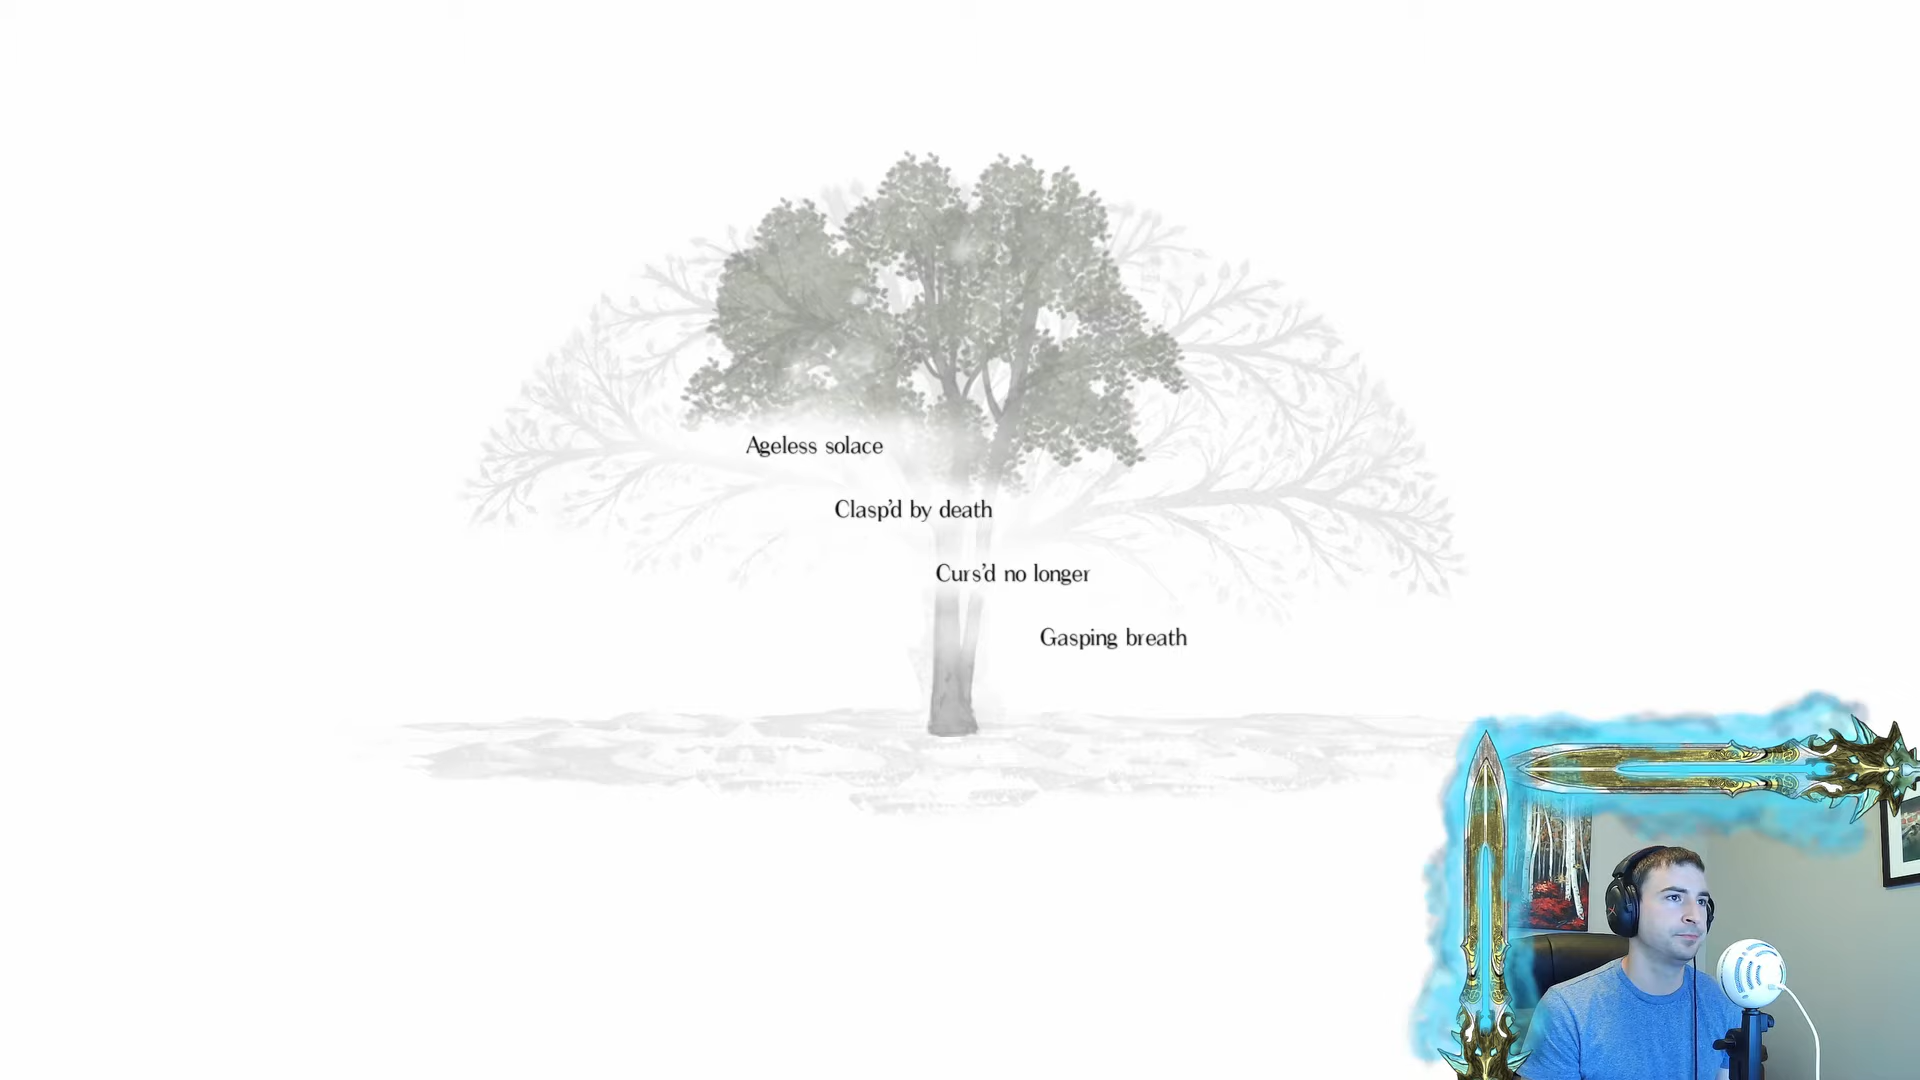 Ageless solace
Clasp'd by death
Curs'd no longer
Gasping breath